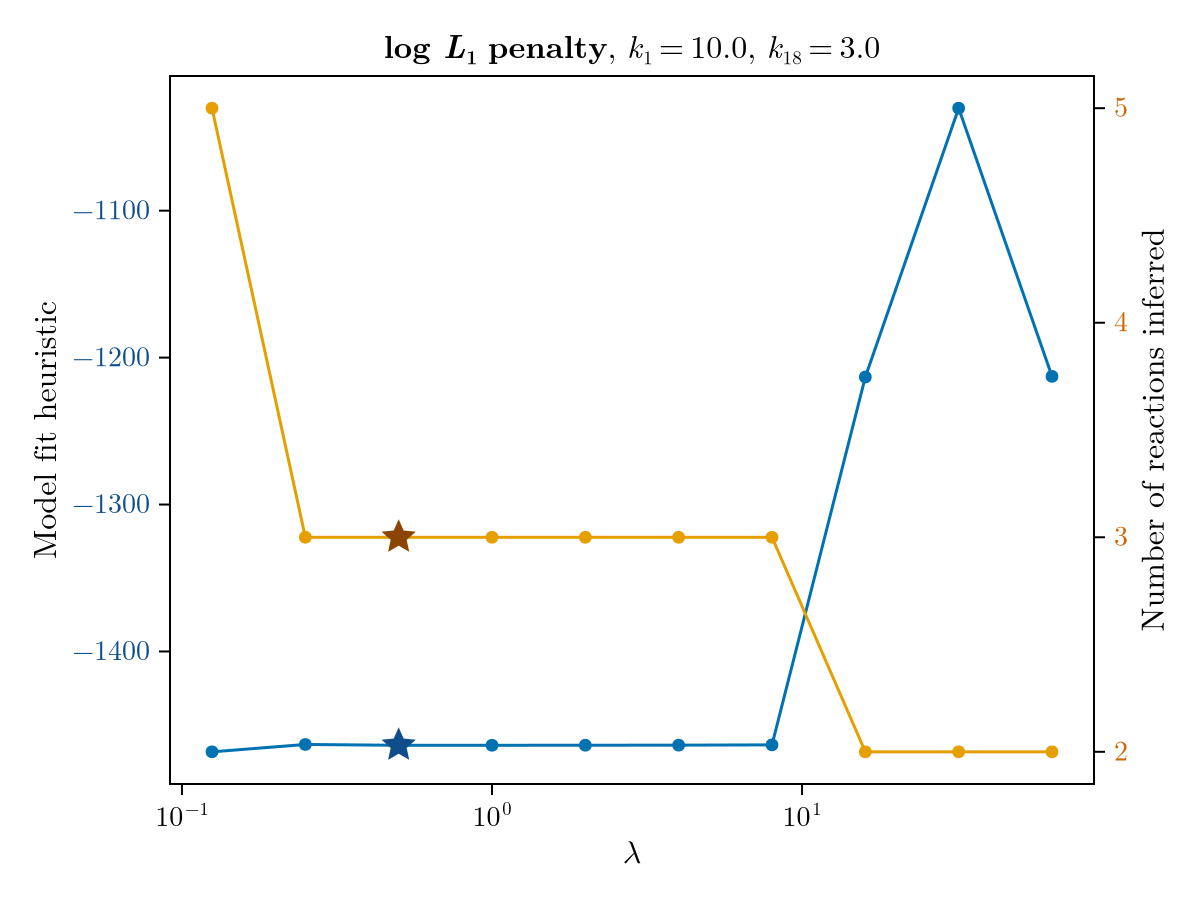 log L₁ penalty, k₁ = 10.0, k₁₈ = 3.0
Model fit heuristic
−1100
−1200
−1300
−1400
5
4
3
2
Number of reactions inferred
10⁻¹
10⁰
10¹
λ